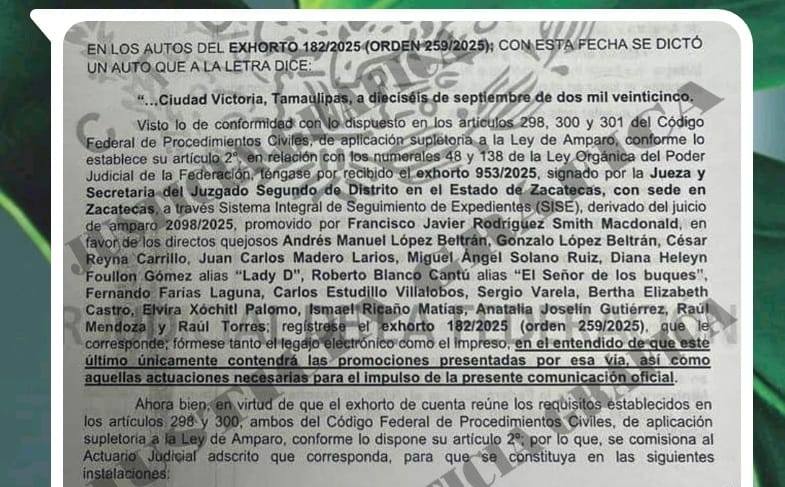 EN LOS AUTOS DEL EXHORTO 182/2025 (ORDEN 259/2025); CON ESTA FECHA SE DICTÓ
UN AUTO QUE A LA LETRA DICE:
“...Ciudad Victoria, Tamaulipas, a dieciséis de septiembre de dos mil veinticinco.
Visto lo de conformidad con lo dispuesto en los artículos 298, 300 y 301 del Código
Federal de Procedimientos Civiles, de aplicación supletoria a la Ley de Amparo, conforme lo
establece su artículo 2°, en relación con los numerales 48 y 138 de la Ley Orgánica del Poder
Judicial de la Federación, téngase por recibido el exhorto 953/2025, signado por la Jueza y
Secretaria del Juzgado Segundo de Distrito en el Estado de Zacatecas, con sede en
Zacatecas, a través Sistema Integral de Seguimiento de Expedientes (SISE), derivado del juicio
de amparo 2098/2025, promovido por Francisco Javier Rodríguez Smith Macdonald, en
favor de los directos quejosos Andrés Manuel López Beltrán, Gonzalo López Beltrán, César
Reyna Carrillo, Juan Carlos Madero Larios, Miguel Ángel Solano Ruiz, Diana Heleyn
Foullon Gómez alias “Lady D”, Roberto Blanco Cantú alias “El Señor de los buques”,
Fernando Farías Laguna, Carlos Estudillo Villalobos, Sergio Varela, Bertha Elizabeth
Castro, Elvira Xóchitl Palomo, Ismael Ricaño Matías, Anatalia Joselin Gutiérrez, Raúl
Mendoza y Raúl Torres; regístrese el exhorto 182/2025 (orden 259/2025), que le
corresponde; fórmese tanto el legajo electrónico como el impreso, en el entendido de que este
último únicamente contendrá las promociones presentadas por esa vía, así como
aquellas actuaciones necesarias para el impulso de la presente comunicación oficial.
Ahora bien, en virtud de que el exhorto de cuenta reúne los requisitos establecidos en
los artículos 298 y 300, ambos del Código Federal de Procedimientos Civiles, de aplicación
supletoria a la Ley de Amparo, conforme lo dispone su artículo 2°, por lo que, se comisiona al
Actuario Judicial adscrito que corresponda, para que se constituya en las siguientes
instalaciones: